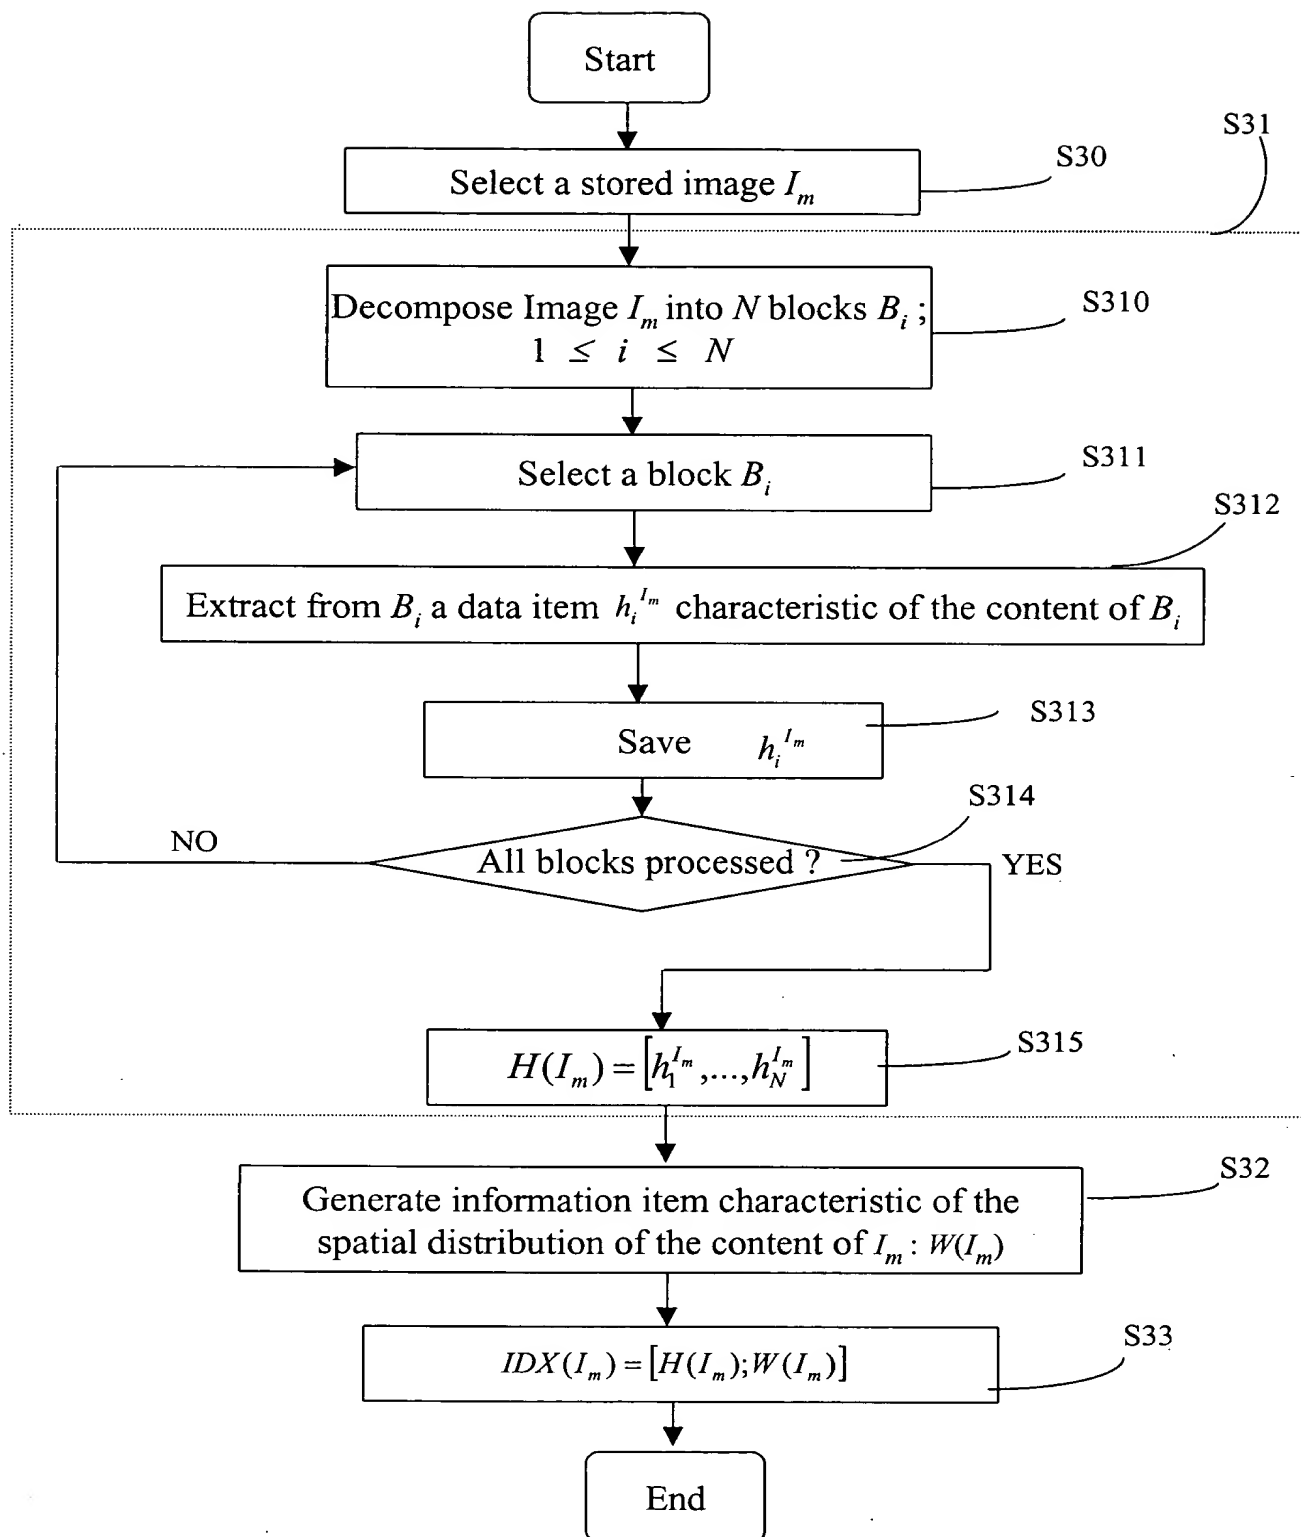 Start
S31
S30
Select a stored image I_m
Decompose Image I_m into N blocks B_i ;
1 ≤ i ≤ N
S310
Select a block B_i
S311
S312
Extract from B_i a data item h_i^{I_m} characteristic of the content of B_i
S313
Save h_i^{I_m}
S314
NO
All blocks processed ?
YES
H(I_m) = [h_1^{I_m} ,..., h_N^{I_m} ]
S315
S32
Generate information item characteristic of the
spatial distribution of the content of I_m : W(I_m)
S33
IDX(I_m) = [H(I_m);W(I_m)]
End